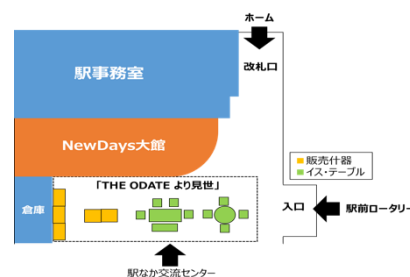 ホーム
改札口
駅事務室
NewDays大館
販売什器
イス・テーブル
「THE ODATE より見世」
倉庫
入口
駅前ロータリー
駅なか交流センター